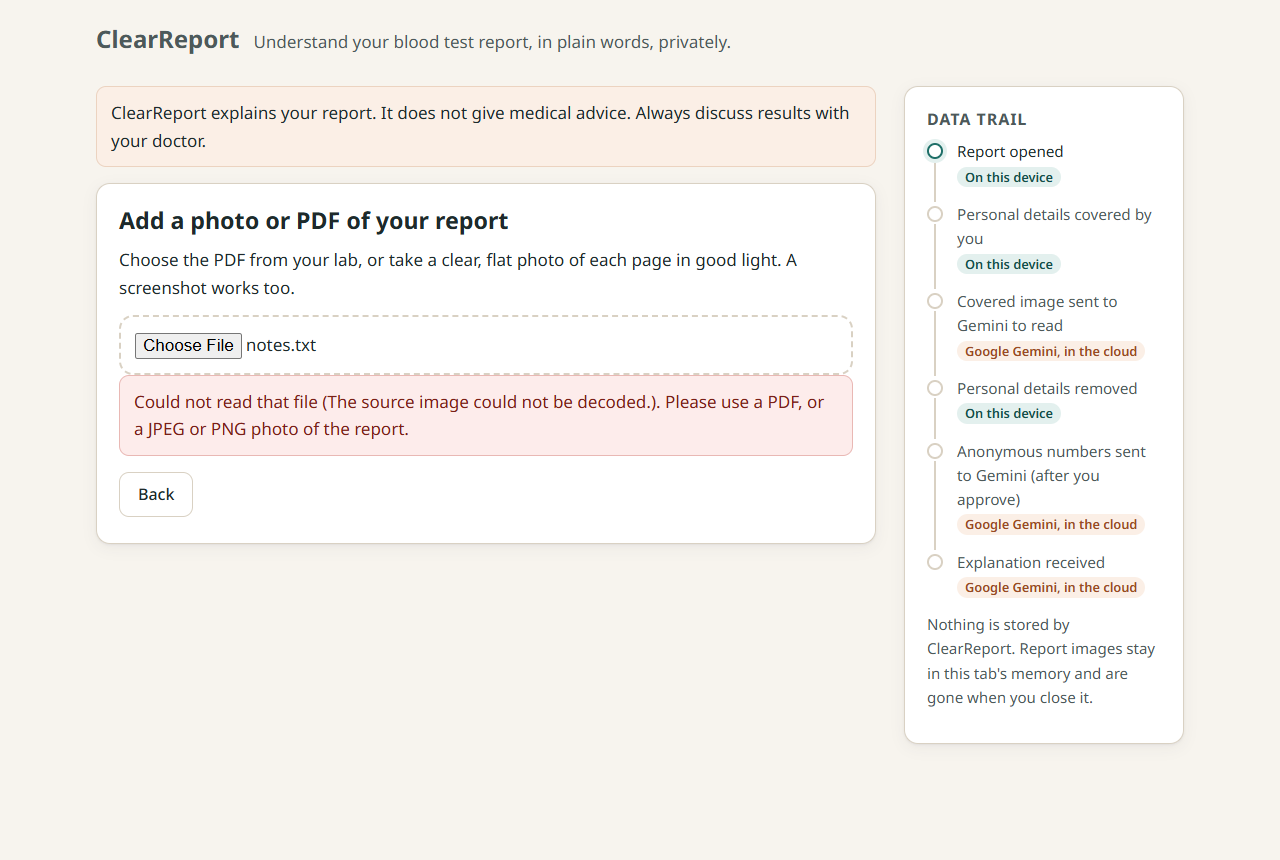 ClearReport
Understand your blood test report, in plain words, privately.
ClearReport explains your report. It does not give medical advice. Always discuss results with
your doctor.
Add a photo or PDF of your report
Choose the PDF from your lab, or take a clear, flat photo of each page in good light. A
screenshot works too.
Choose File notes.txt
Could not read that file (The source image could not be decoded.). Please use a PDF, or
a JPEG or PNG photo of the report.
Back
DATA TRAIL
Report opened
On this device
Personal details covered by
you
On this device
Covered image sent to
Gemini to read
Google Gemini, in the cloud
Personal details removed
On this device
Anonymous numbers sent
to Gemini (after you
approve)
Google Gemini, in the cloud
Explanation received
Google Gemini, in the cloud
Nothing is stored by
ClearReport. Report images stay
in this tab's memory and are
gone when you close it.